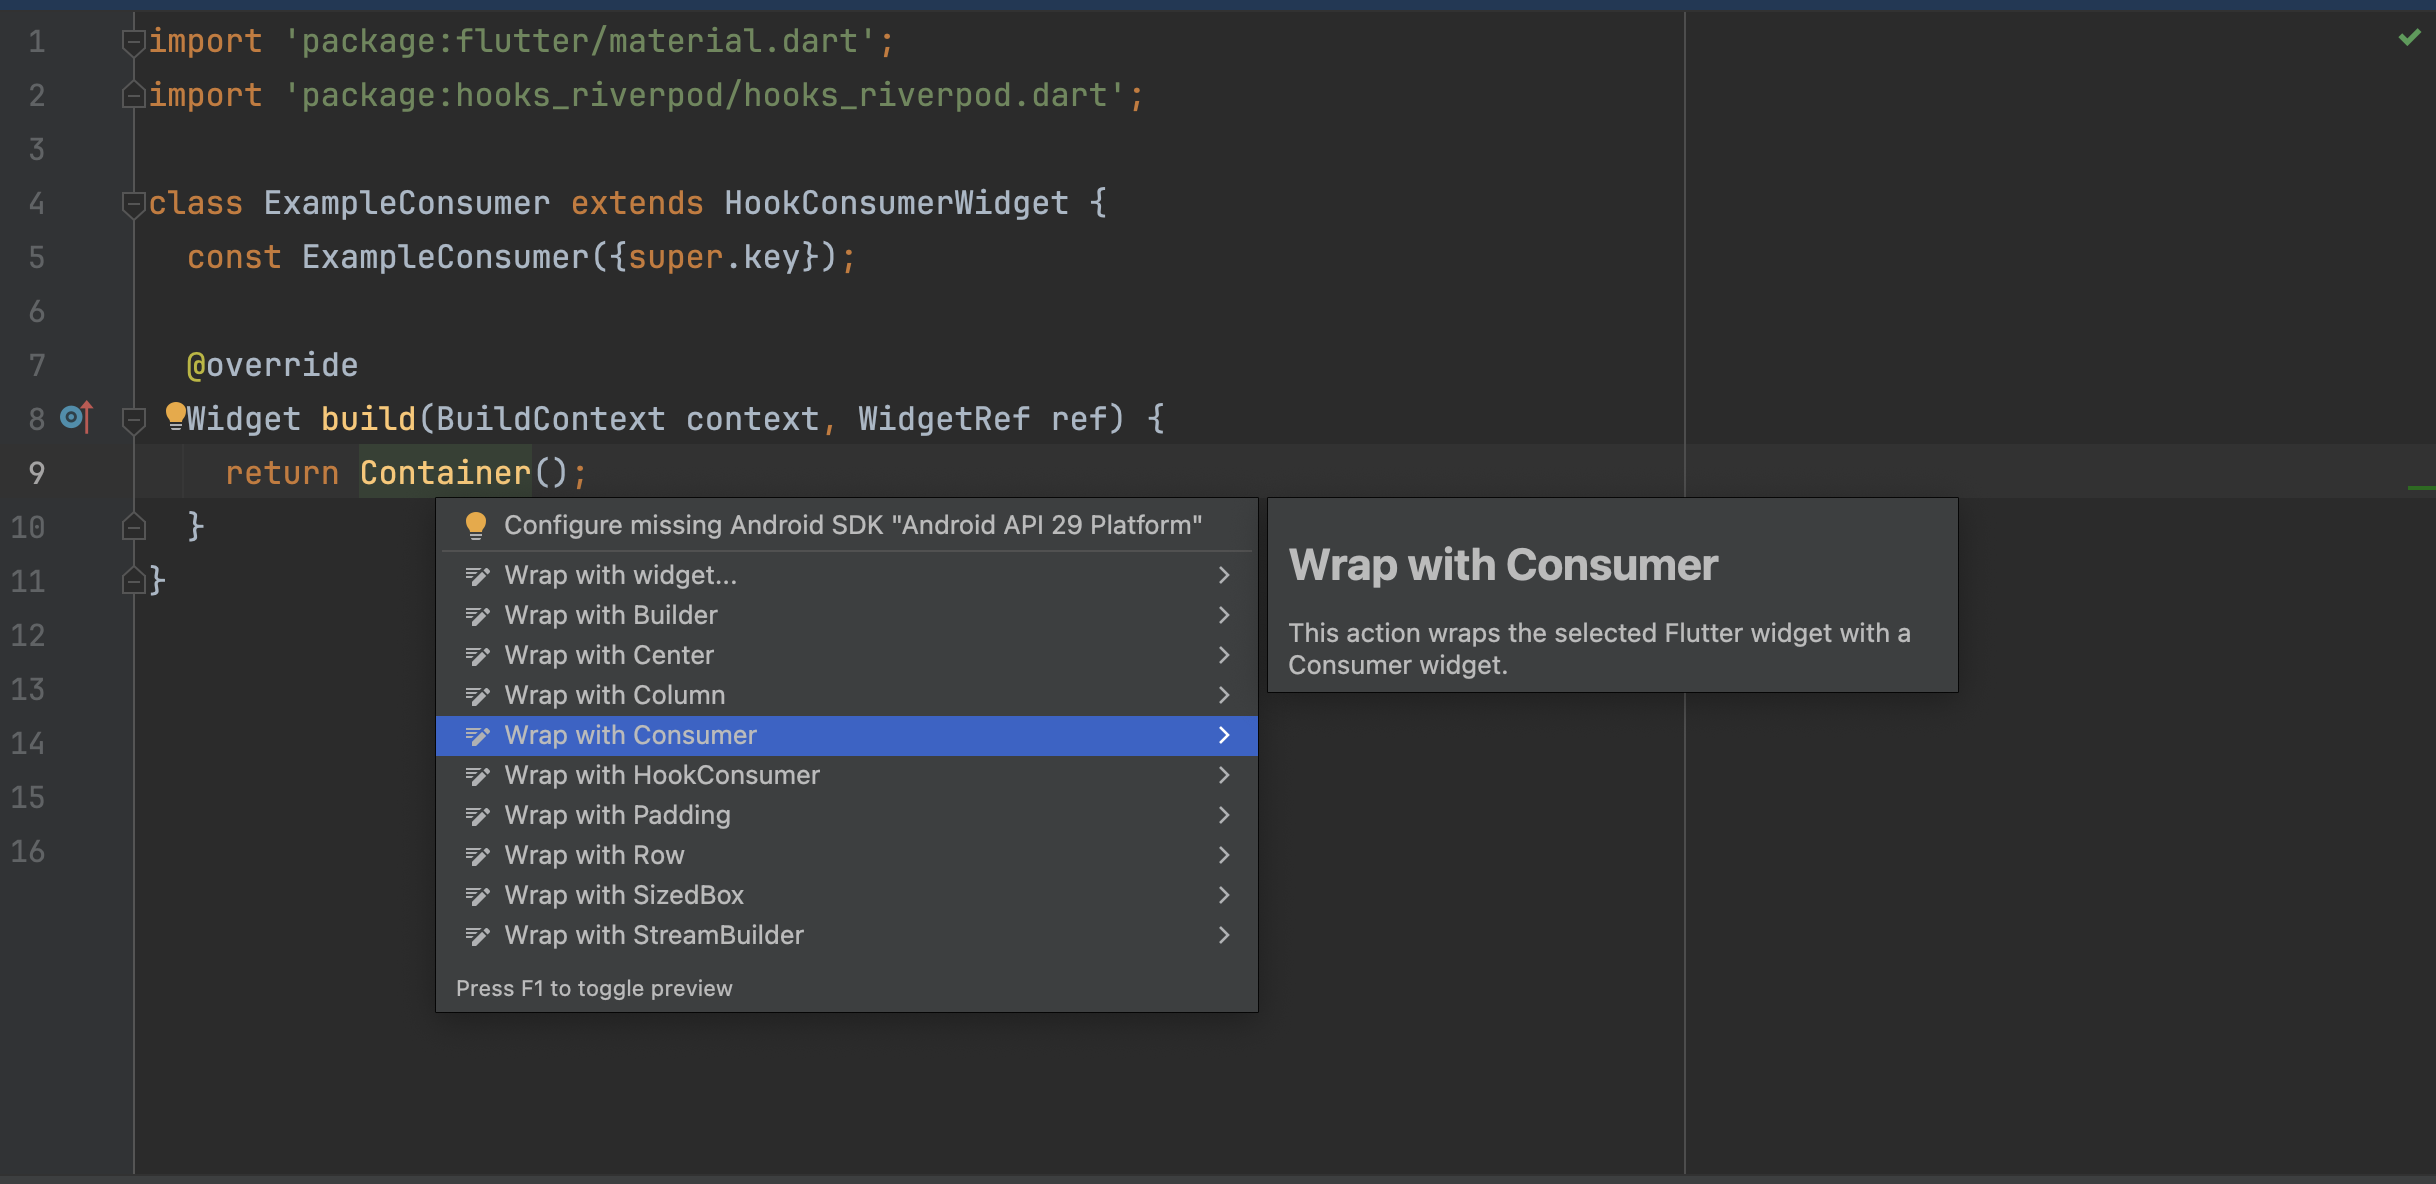 1 import 'package:flutter/material.dart';
2 import 'package:hooks_riverpod/hooks_riverpod.dart';
3
4 class ExampleConsumer extends HookConsumerWidget {
5   const ExampleConsumer({super.key});
6
7   @override
8   Widget build(BuildContext context, WidgetRef ref) {
9     return Container();
10   }
11 }
12
13
14
15
16
Configure missing Android SDK "Android API 29 Platform"
Wrap with widget...
Wrap with Builder
Wrap with Center
Wrap with Column
Wrap with Consumer
Wrap with HookConsumer
Wrap with Padding
Wrap with Row
Wrap with SizedBox
Wrap with StreamBuilder
Press F1 to toggle preview
Wrap with Consumer
This action wraps the selected Flutter widget with a
Consumer widget.